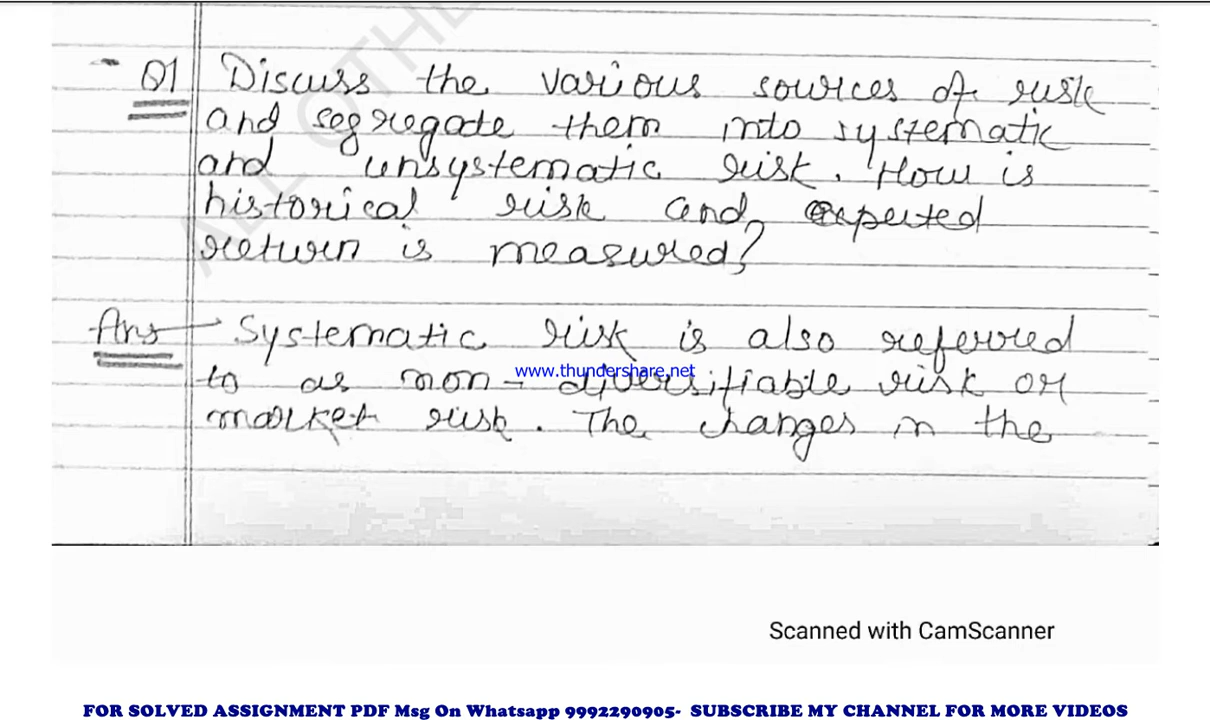 ALL OTHE
Q1 Discuss the various sources of risk
and segregate them into systematic
and unsystematic risk. How is
historical risk and expected
return is measured?
Ans - Systematic risk is also referred
www.thundershare.net
to as non-diversifiable risk or
market risk. The changes in the
Scanned with CamScanner
FOR SOLVED ASSIGNMENT PDF Msg On Whatsapp 9992290905- SUBSCRIBE MY CHANNEL FOR MORE VIDEOS